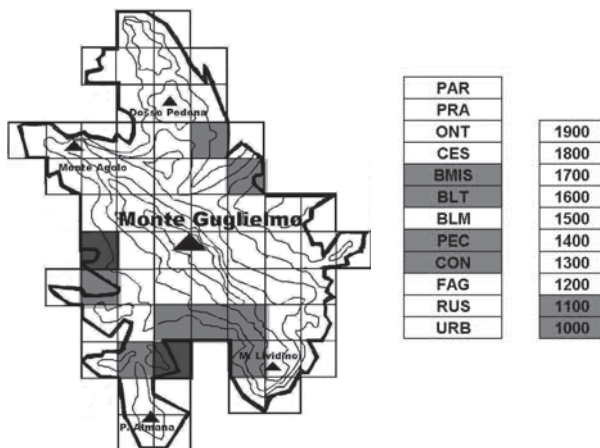 Dosso Pedona
Monte Agolo
Monte Guglielmo
M. Lividino
P. Almana
PAR
PRA
ONT
CES
BMIS
BLT
BLM
PEC
CON
FAG
RUS
URB
1900
1800
1700
1600
1500
1400
1300
1200
1100
1000